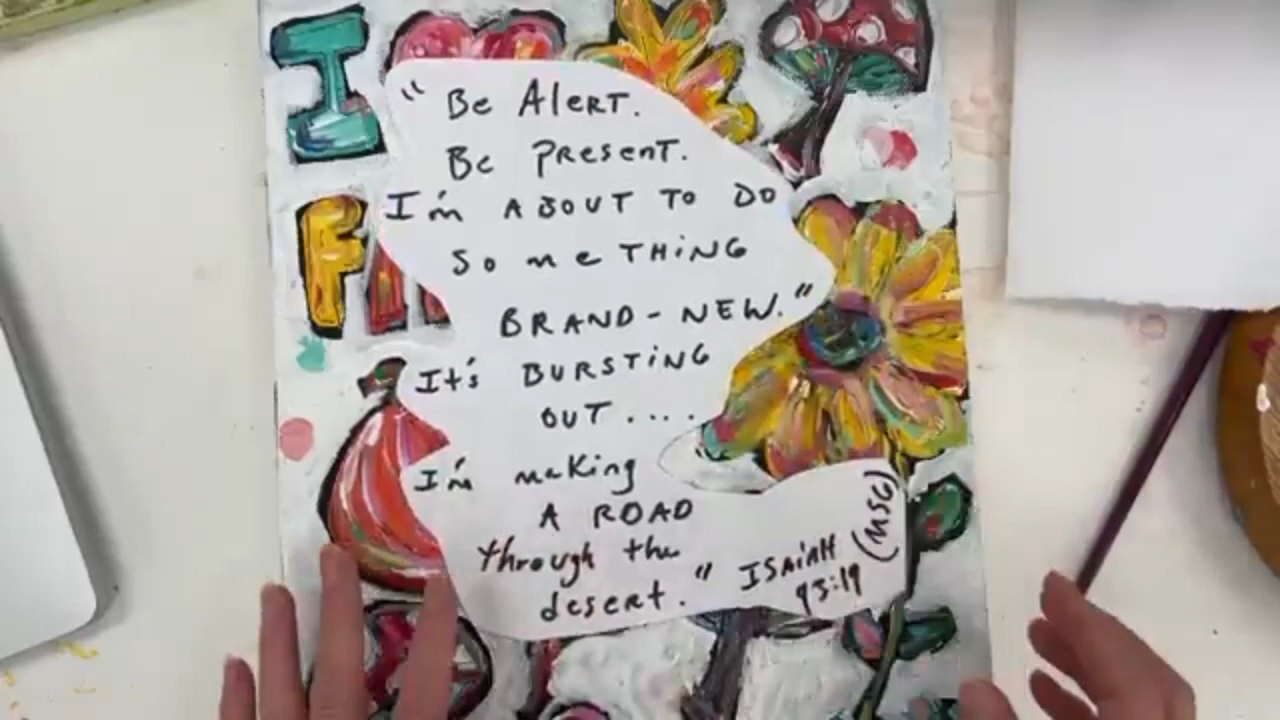 I
FA
"Be Alert.
Be Present.
I'm ABOUT TO DO
SomeTHiNG
BRAND-NEW."
It's BURSTiNG
OUT....
I'm making
A ROAD
through the
desert."
ISAiAH
43:19
(MSG)